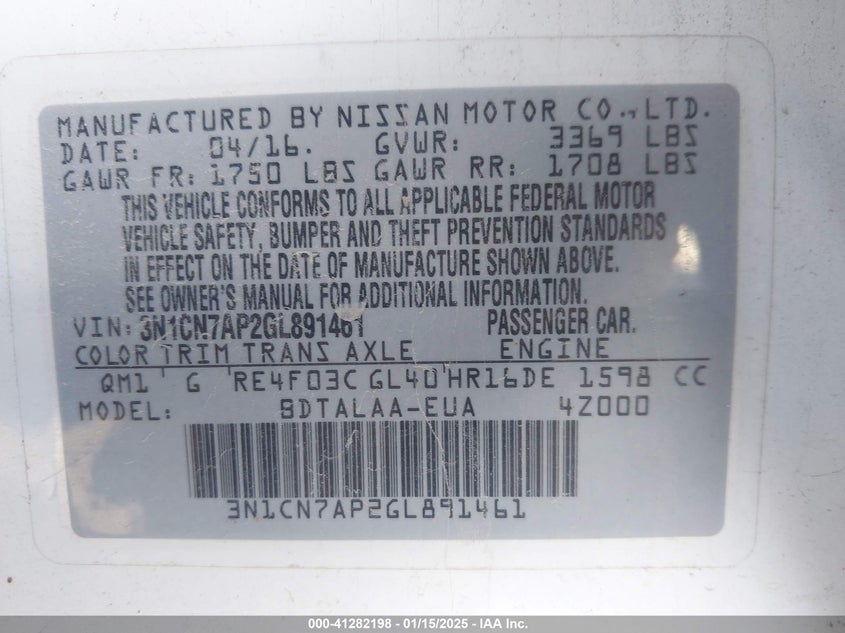 MANUFACTURED BY NISSAN MOTOR CO., LTD.
DATE: 04/16. GVWR: 3369 LBS
GAWR FR: 1750 LBS GAWR RR: 1708 LBS
THIS VEHICLE CONFORMS TO ALL APPLICABLE FEDERAL MOTOR
VEHICLE SAFETY, BUMPER AND THEFT PREVENTION STANDARDS
IN EFFECT ON THE DATE OF MANUFACTURE SHOWN ABOVE.
SEE OWNER'S MANUAL FOR ADDITIONAL INFORMATION.
VIN: 3N1CN7AP2GL891461 PASSENGER CAR.
COLOR TRIM TRANS AXLE ENGINE
QM1 G RE4F03C GL40 HR16DE 1598 CC
MODEL: BDTALAA-EUA 4Z000
3N1CN7AP2GL891461
000-41282198 - 01/15/2025 - IAA Inc.